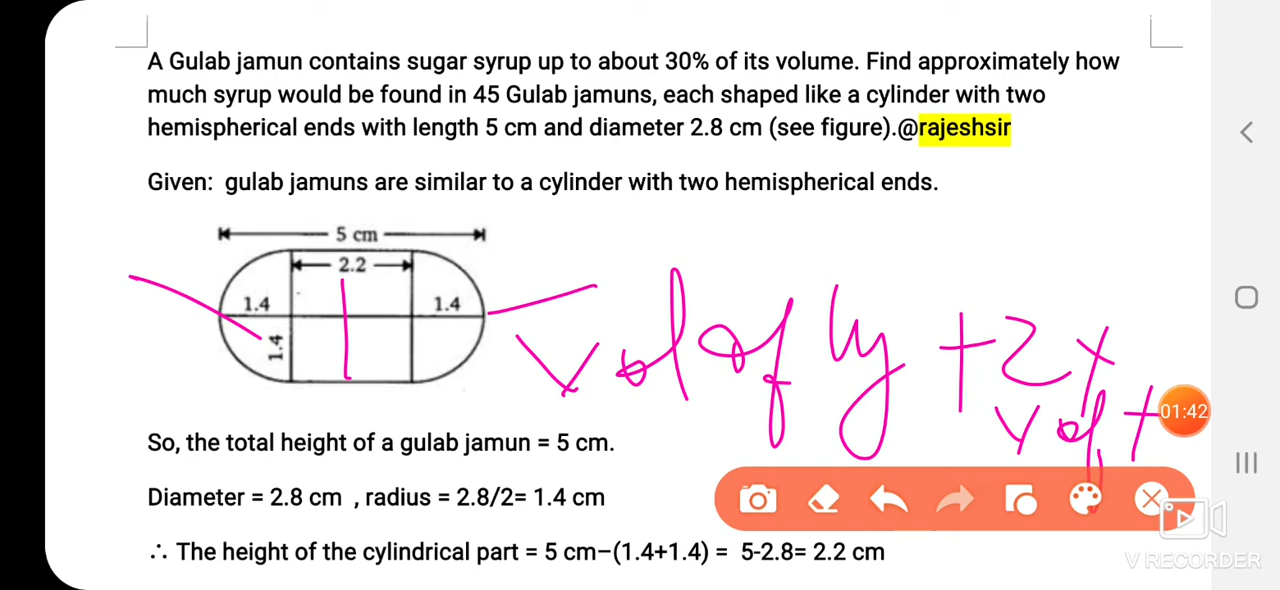 A Gulab jamun contains sugar syrup up to about 30% of its volume. Find approximately how
much syrup would be found in 45 Gulab jamuns, each shaped like a cylinder with two
hemispherical ends with length 5 cm and diameter 2.8 cm (see figure).@rajeshsir
Given:  gulab jamuns are similar to a cylinder with two hemispherical ends.
5 cm
2.2
1.4 1.4
1.4
vol of cy + 2 x
vol
01:42
So, the total height of a gulab jamun = 5 cm.
Diameter = 2.8 cm , radius = 2.8/2= 1.4 cm
∴ The height of the cylindrical part = 5 cm−(1.4+1.4) = 5-2.8= 2.2 cm
V RECORDER